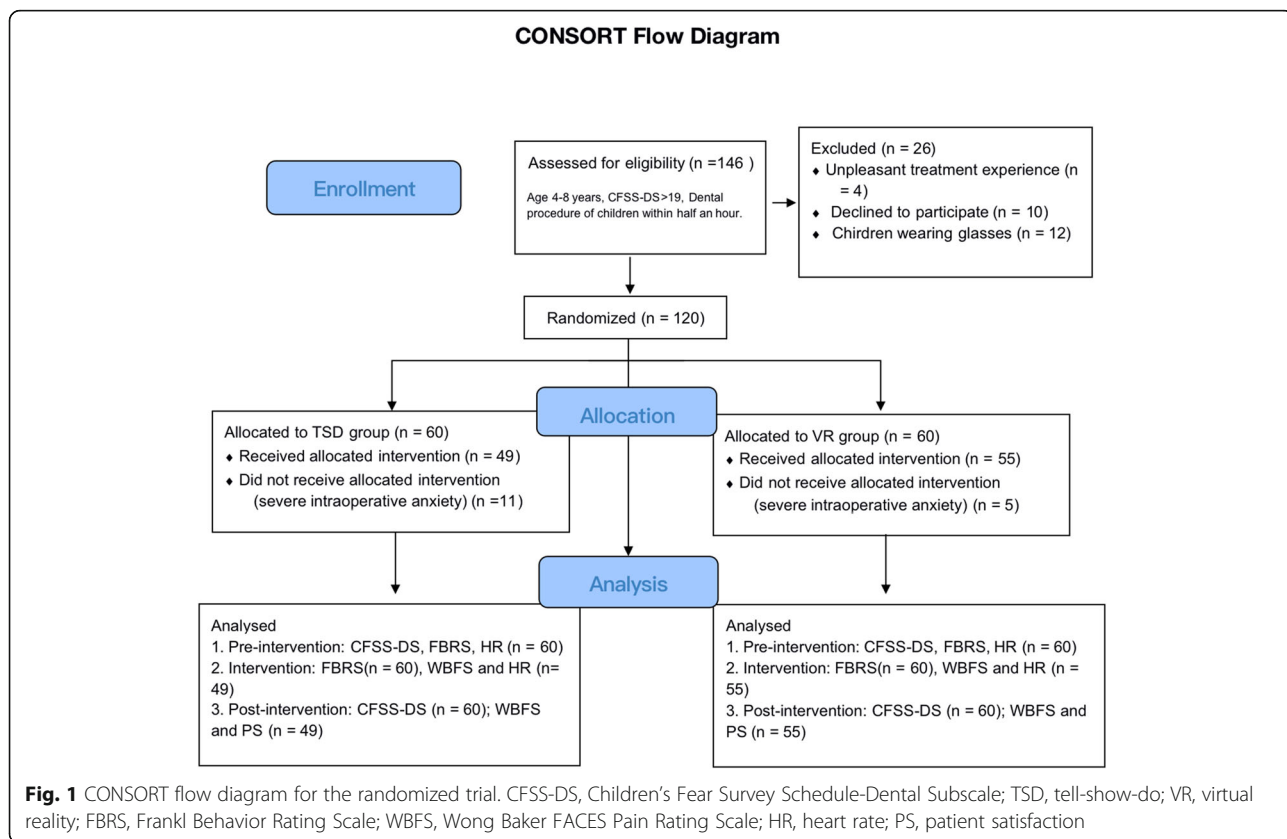 CONSORT Flow Diagram
Enrollment
Assessed for eligibility (n =146 )
Age 4-8 years, CFSS-DS>19, Dental
procedure of children within half an hour.
Excluded (n = 26)
♦ Unpleasant treatment experience (n
= 4)
♦ Declined to participate (n = 10)
♦ Chirdren wearing glasses (n = 12)
Randomized (n = 120)
Allocation
Allocated to TSD group (n = 60)
♦ Received allocated intervention (n = 49)
♦ Did not receive allocated intervention
(severe intraoperative anxiety) (n =11)
Allocated to VR group (n = 60)
♦ Received allocated intervention (n = 55)
♦ Did not receive allocated intervention
(severe intraoperative anxiety) (n = 5)
Analysis
Analysed
1. Pre-intervention: CFSS-DS, FBRS, HR (n = 60)
2. Intervention: FBRS(n = 60), WBFS and HR (n=
49)
3. Post-intervention: CFSS-DS (n = 60); WBFS
and PS (n = 49)
Analysed
1. Pre-intervention: CFSS-DS, FBRS, HR (n = 60)
2. Intervention: FBRS(n = 60), WBFS and HR (n =
55)
3. Post-intervention: CFSS-DS (n = 60); WBFS and
PS (n = 55)
Fig. 1 CONSORT flow diagram for the randomized trial. CFSS-DS, Children's Fear Survey Schedule-Dental Subscale; TSD, tell-show-do; VR, virtual
reality; FBRS, Frankl Behavior Rating Scale; WBFS, Wong Baker FACES Pain Rating Scale; HR, heart rate; PS, patient satisfaction